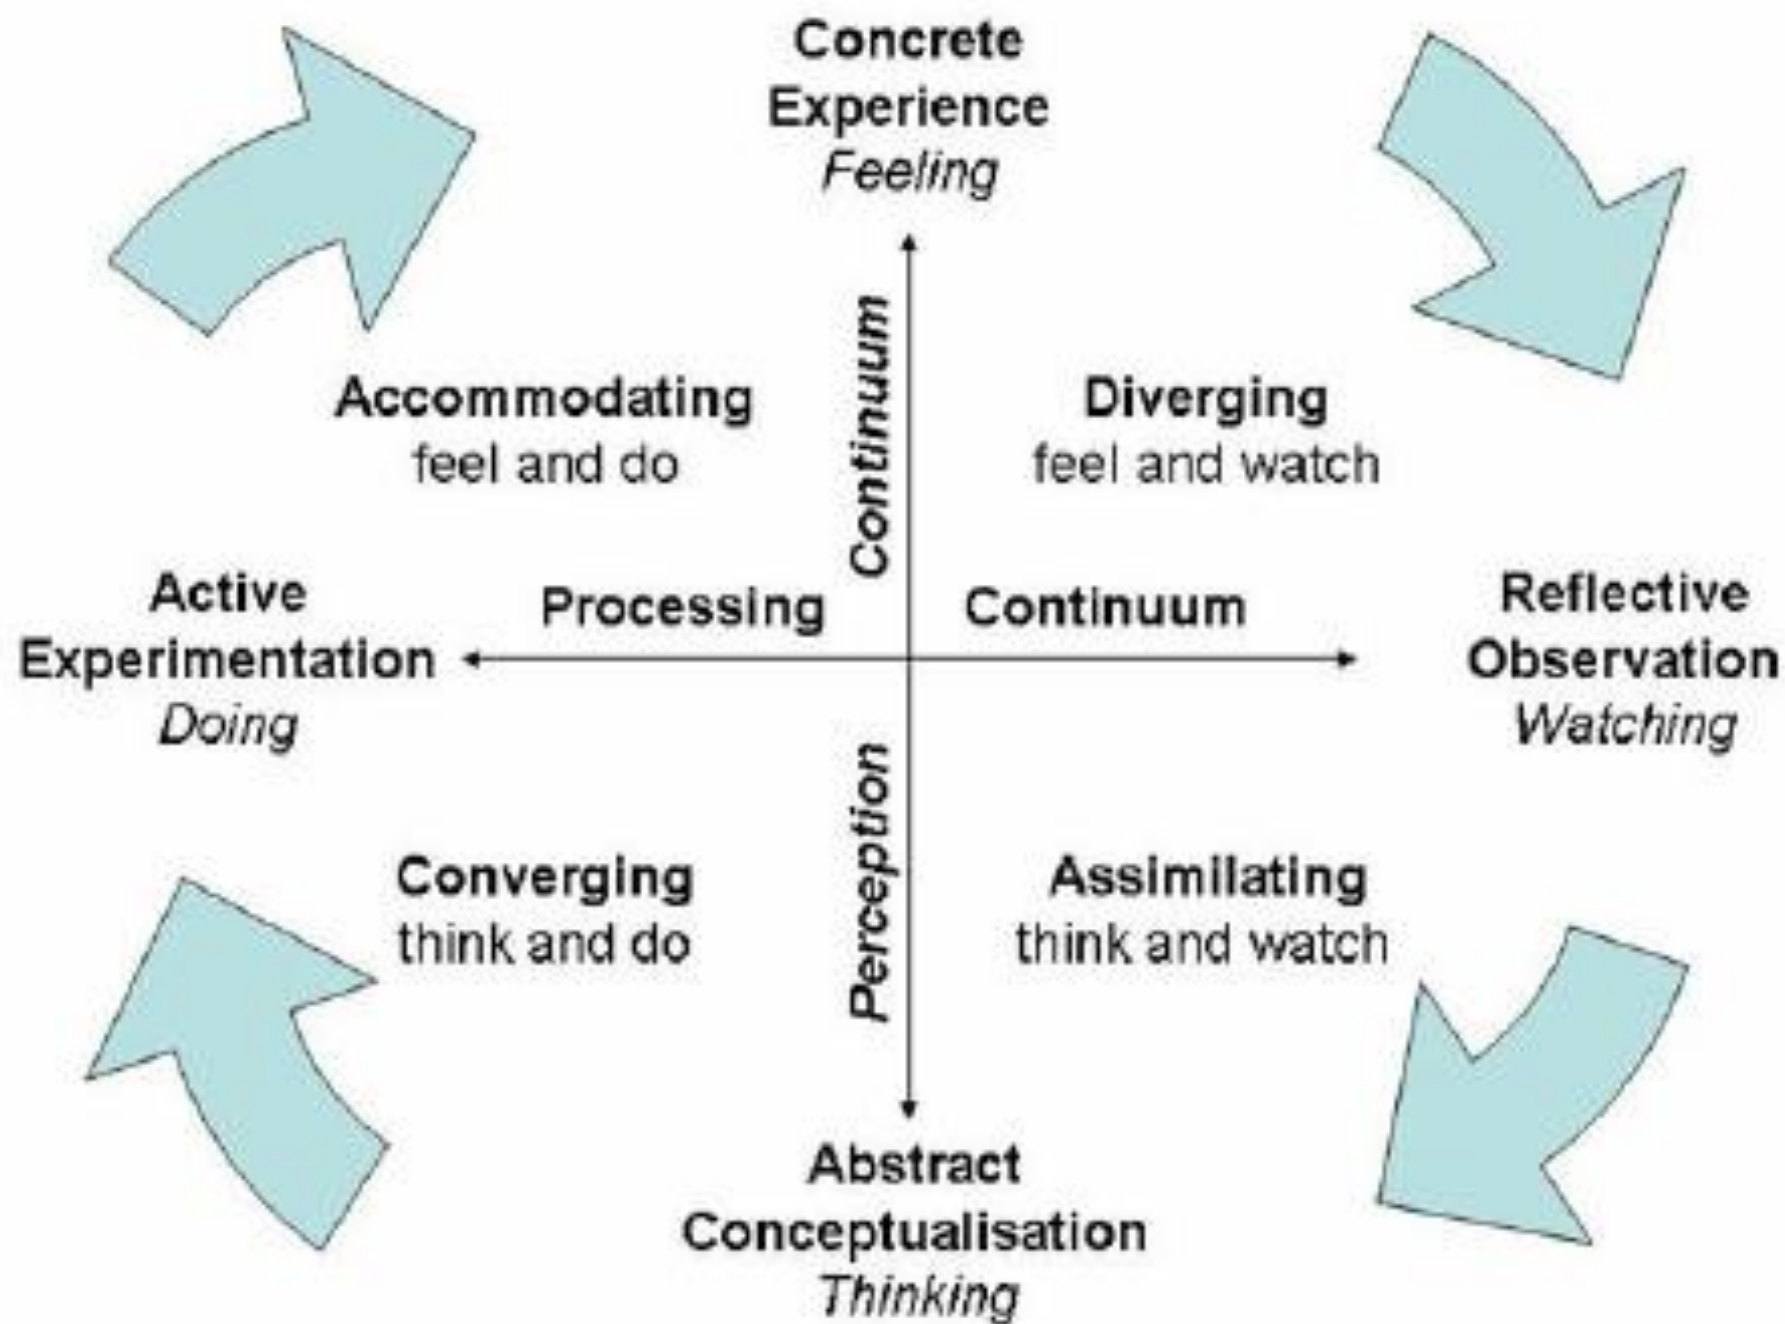 Concrete
Experience
Feeling
Continuum
Accommodating
feel and do
Diverging
feel and watch
Active
Experimentation
Doing
Processing Continuum
Reflective
Observation
Watching
Perception
Converging
think and do
Assimilating
think and watch
Abstract
Conceptualisation
Thinking